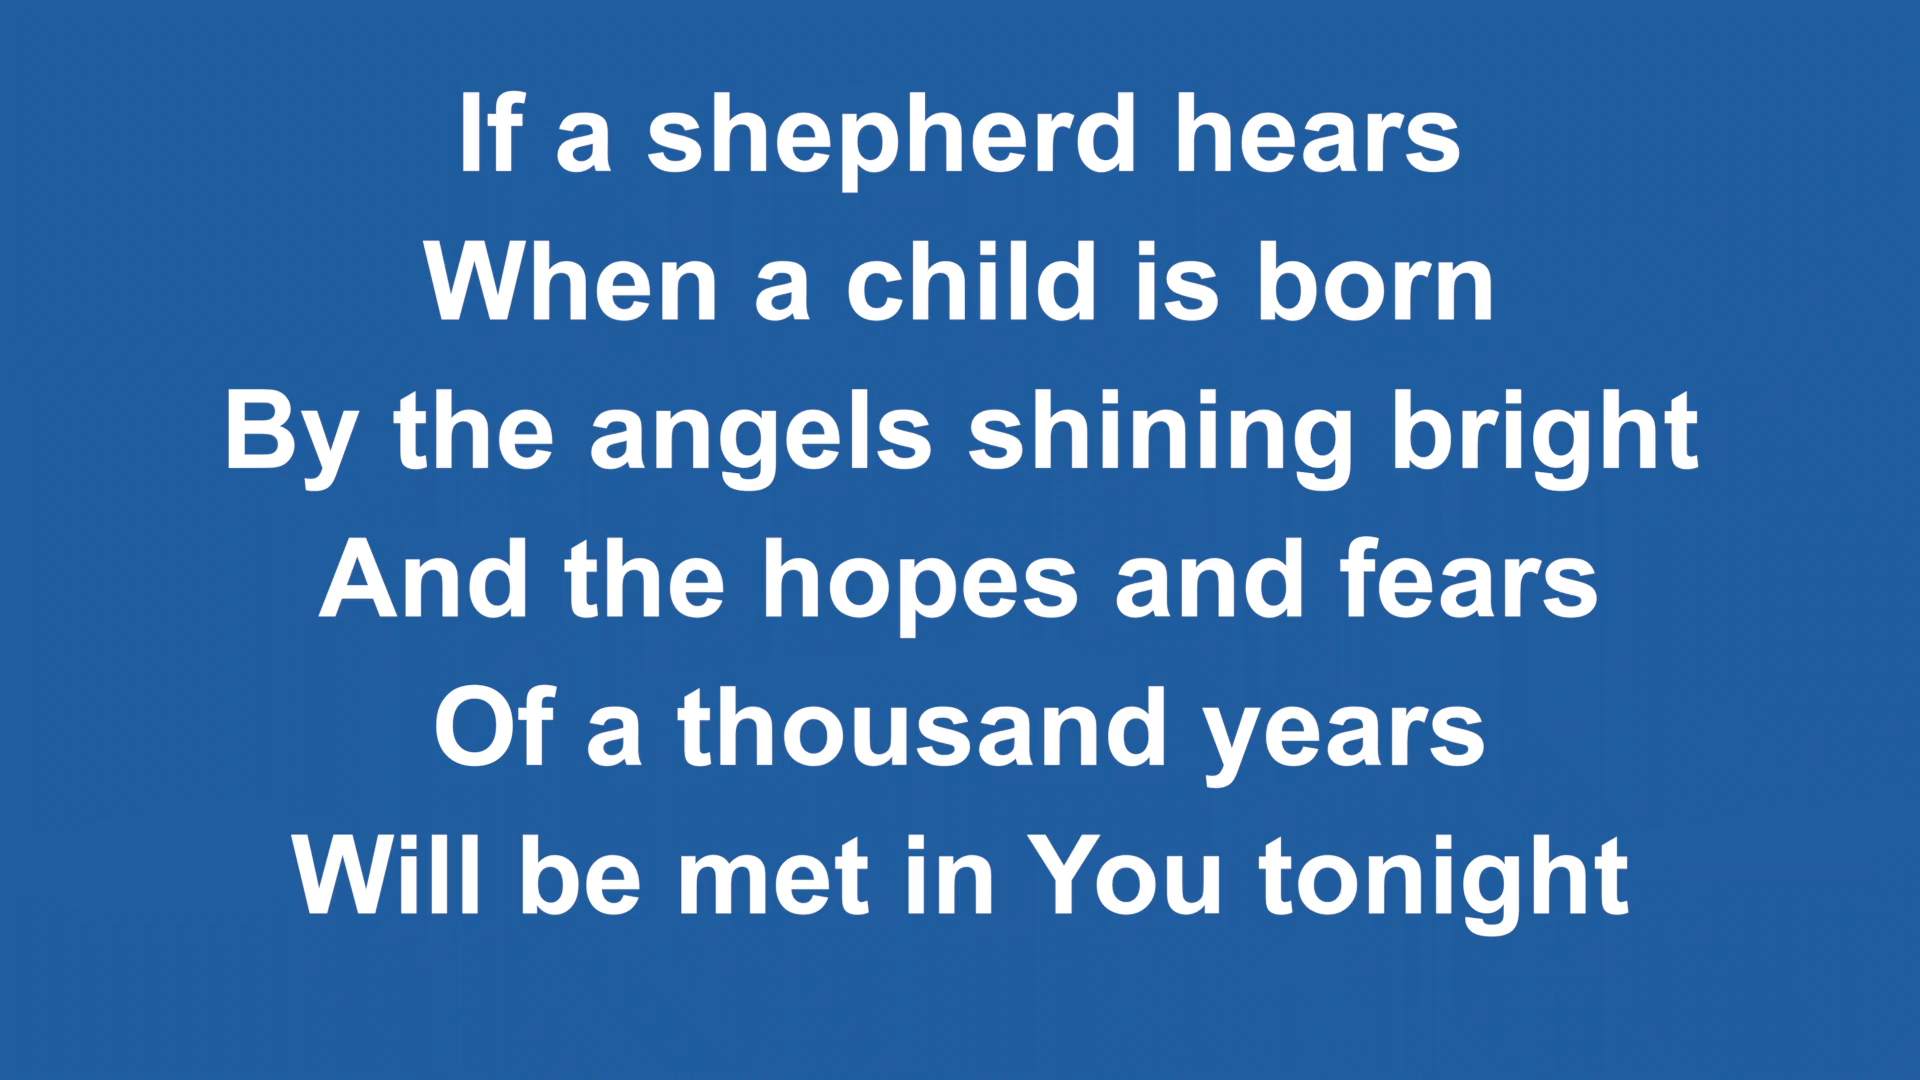 If a shepherd hears
When a child is born
By the angels shining bright
And the hopes and fears
Of a thousand years
Will be met in You tonight